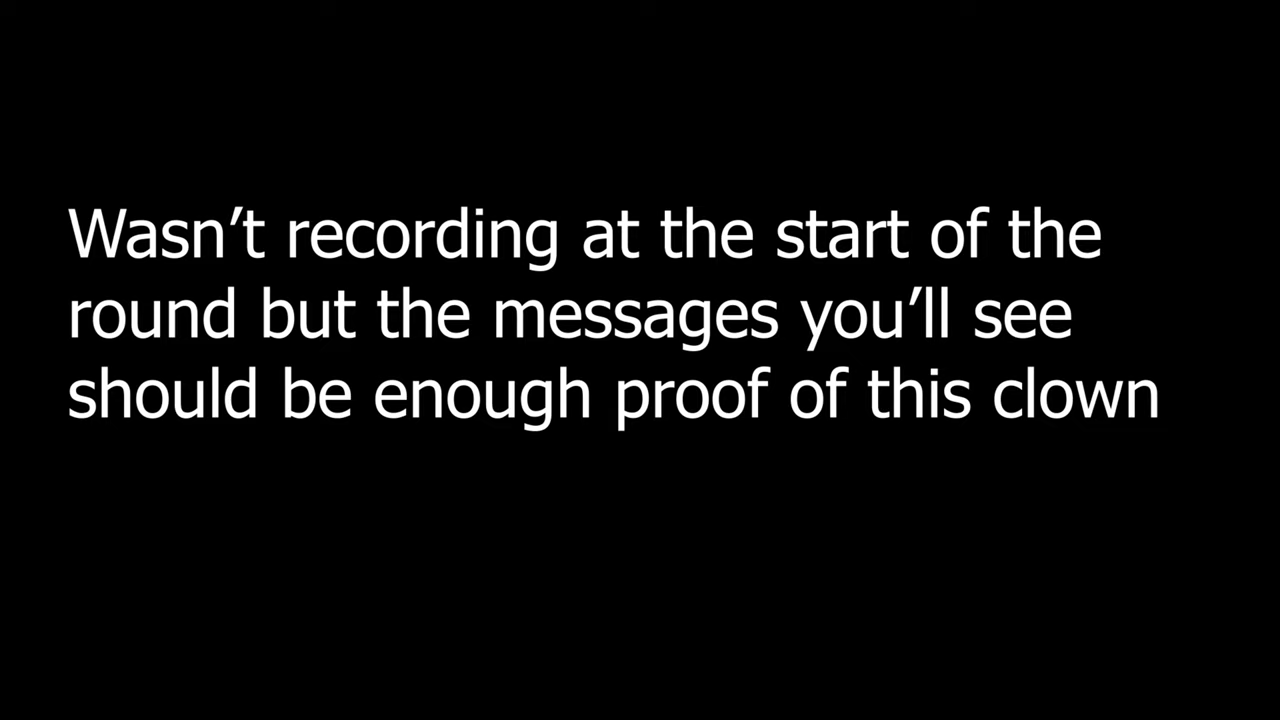 Wasn’t recording at the start of the
round but the messages you’ll see
should be enough proof of this clown